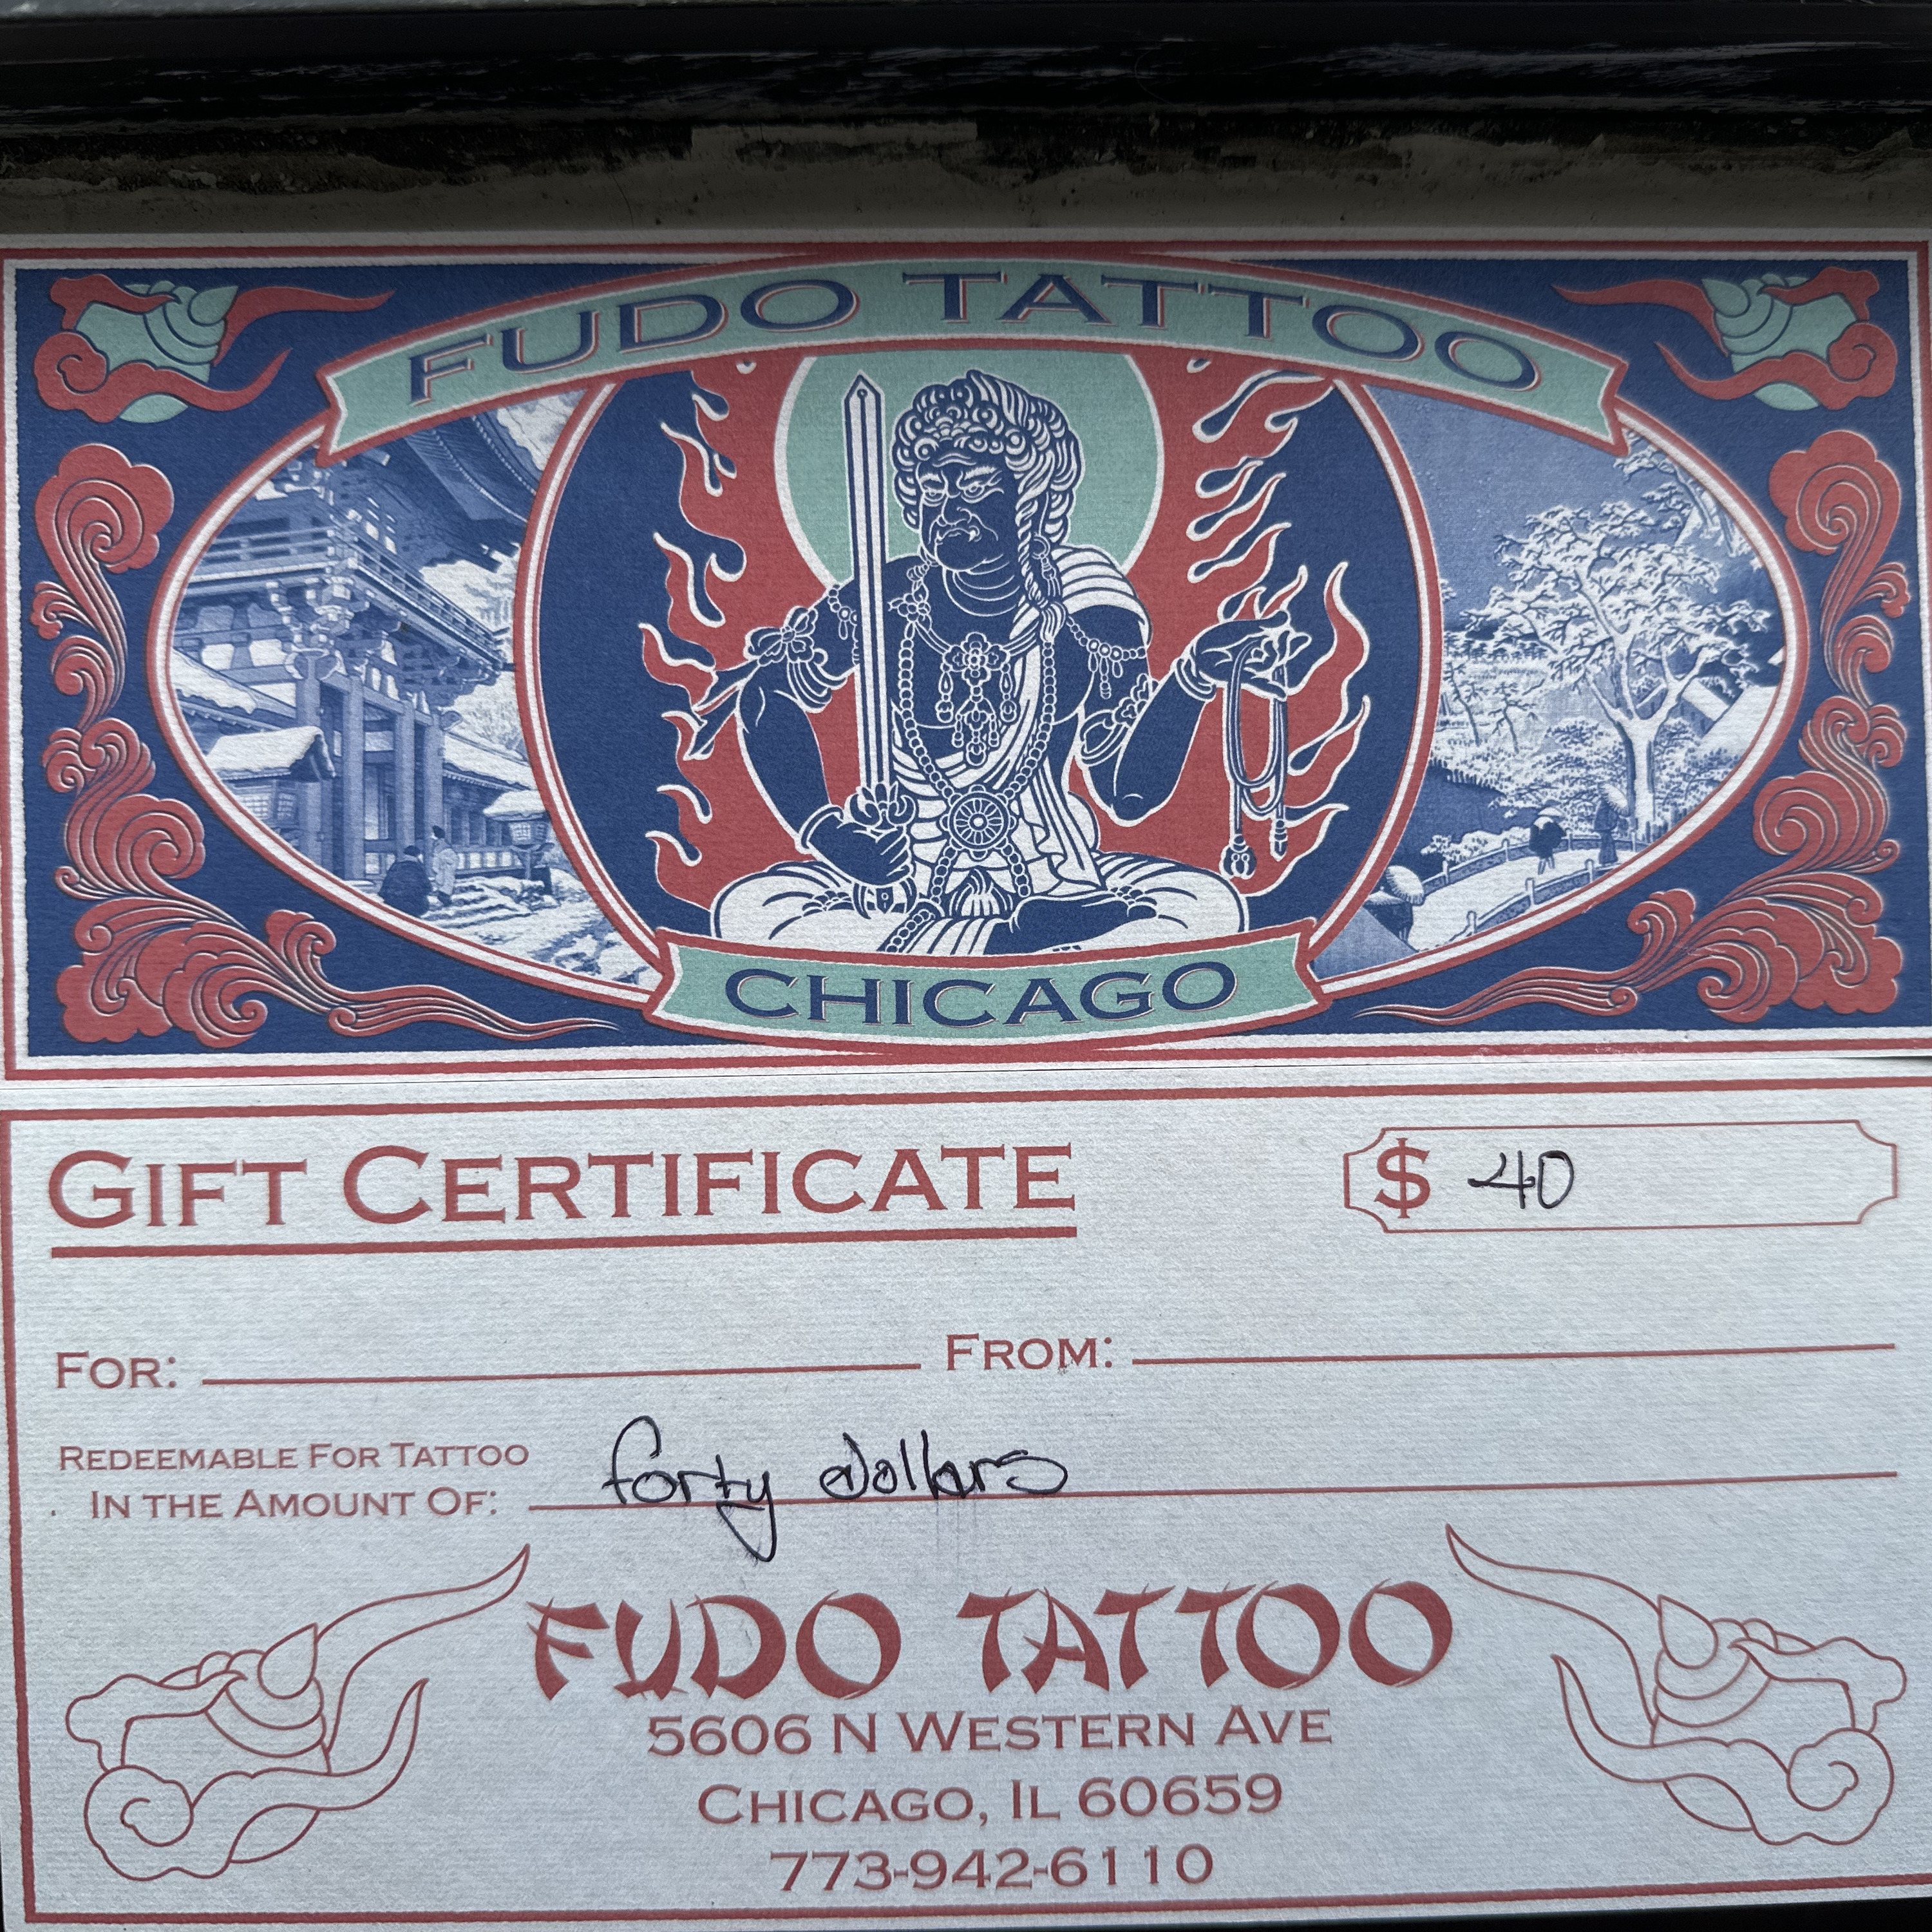 FUDO TATTOO
CHICAGO
GIFT CERTIFICATE
$ 40
FOR: FROM:
REDEEMABLE FOR TATTOO
IN THE AMOUNT OF: forty dollars
FUDO TATTOO
5606 N WESTERN AVE
CHICAGO, IL 60659
773-942-6110